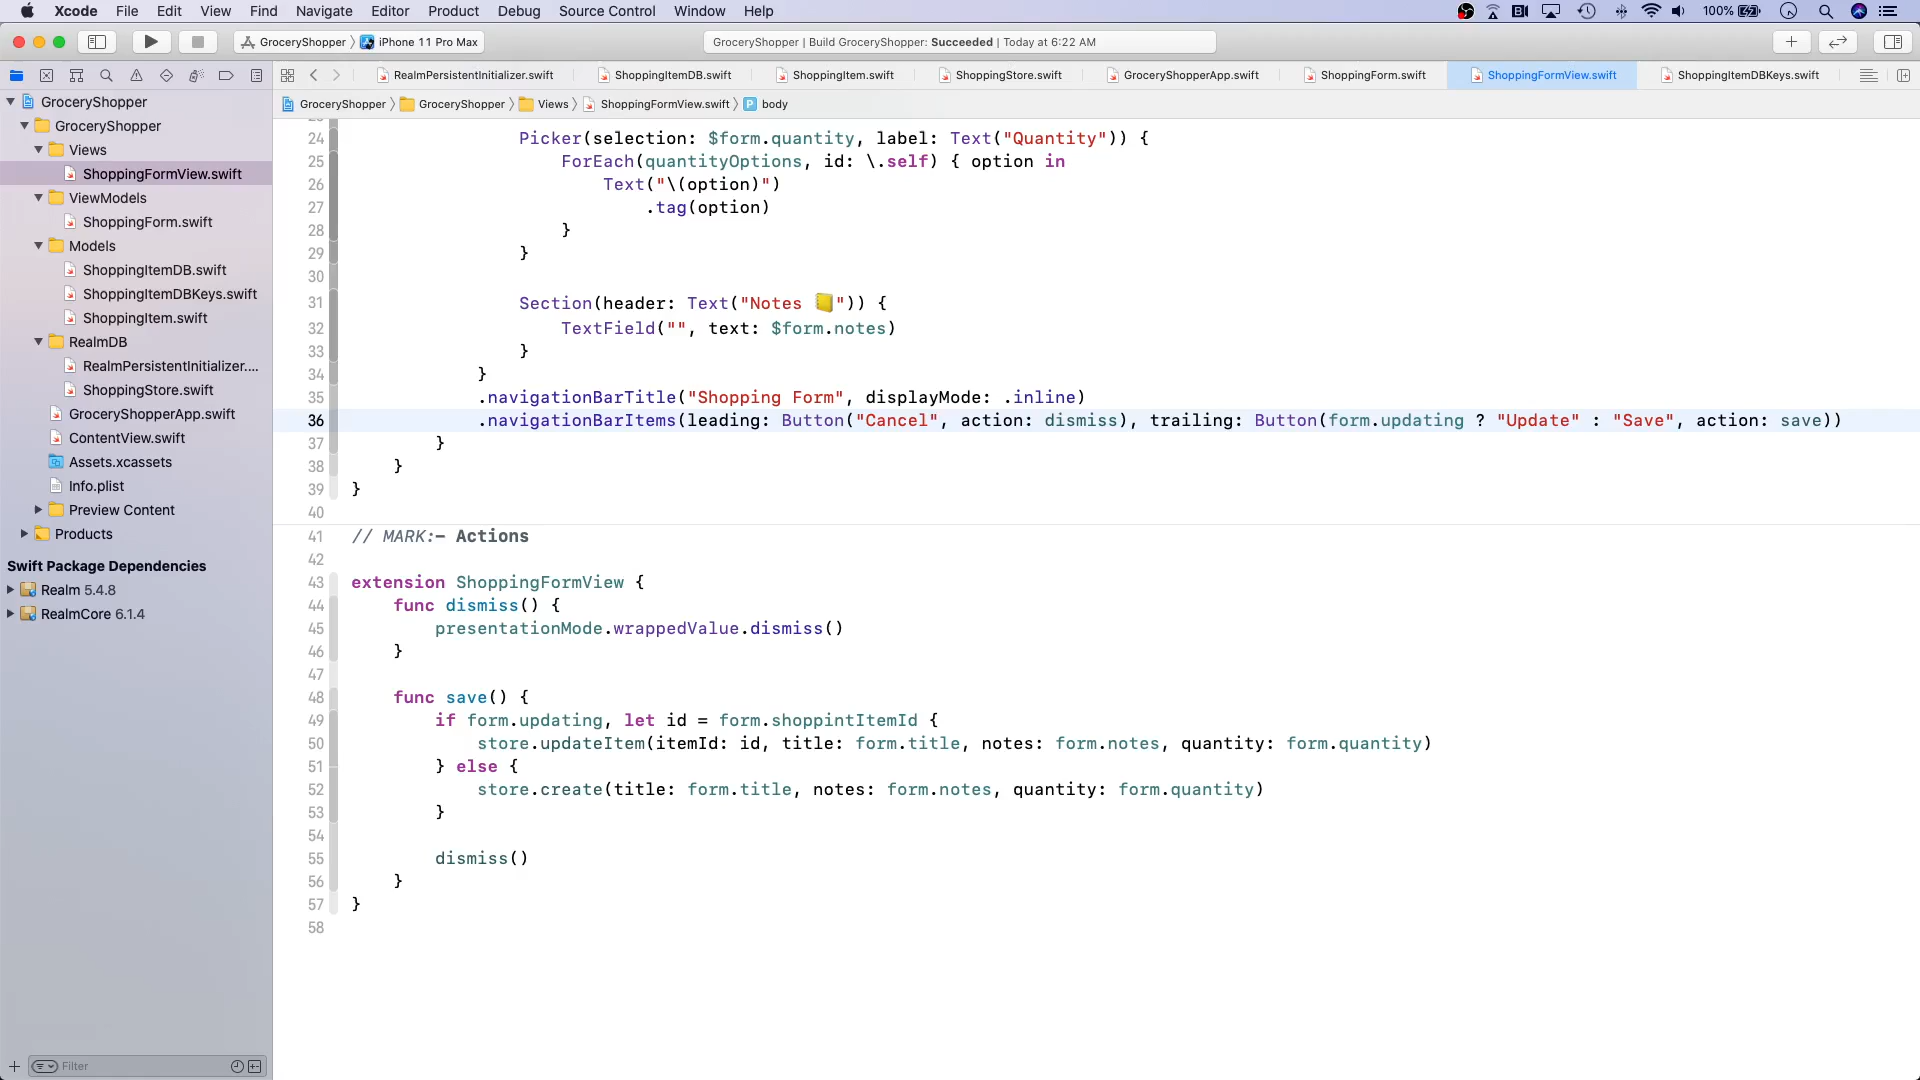 Xcode File Edit View Find Navigate Editor Product Debug Source Control Window Help 100%
GroceryShopper iPhone 11 Pro Max GroceryShopper | Build GroceryShopper: Succeeded | Today at 6:22 AM
RealmPersistentInitializer.swift ShoppingItemDB.swift ShoppingItem.swift ShoppingStore.swift GroceryShopperApp.swift ShoppingForm.swift ShoppingFormView.swift ShoppingItemDBKeys.swift
GroceryShopper GroceryShopper Views ShoppingFormView.swift P body
GroceryShopper
GroceryShopper
Views
ShoppingFormView.swift
ViewModels
ShoppingForm.swift
Models
ShoppingItemDB.swift
ShoppingItemDBKeys.swift
ShoppingItem.swift
RealmDB
RealmPersistentInitializer....
ShoppingStore.swift
GroceryShopperApp.swift
ContentView.swift
Assets.xcassets
Info.plist
Preview Content
Products
Swift Package Dependencies
Realm 5.4.8
RealmCore 6.1.4
Filter
24 Picker(selection: $form.quantity, label: Text("Quantity")) {
25 ForEach(quantityOptions, id: \.self) { option in
26 Text("\(option)")
27 .tag(option)
28 }
29 }
30
31 Section(header: Text("Notes 📒")) {
32 TextField("", text: $form.notes)
33 }
34 }
35 .navigationBarTitle("Shopping Form", displayMode: .inline)
36 .navigationBarItems(leading: Button("Cancel", action: dismiss), trailing: Button(form.updating ? "Update" : "Save", action: save))
37 }
38 }
39 }
40
41 // MARK:- Actions
42
43 extension ShoppingFormView {
44 func dismiss() {
45 presentationMode.wrappedValue.dismiss()
46 }
47
48 func save() {
49 if form.updating, let id = form.shoppintItemId {
50 store.updateItem(itemId: id, title: form.title, notes: form.notes, quantity: form.quantity)
51 } else {
52 store.create(title: form.title, notes: form.notes, quantity: form.quantity)
53 }
54
55 dismiss()
56 }
57 }
58